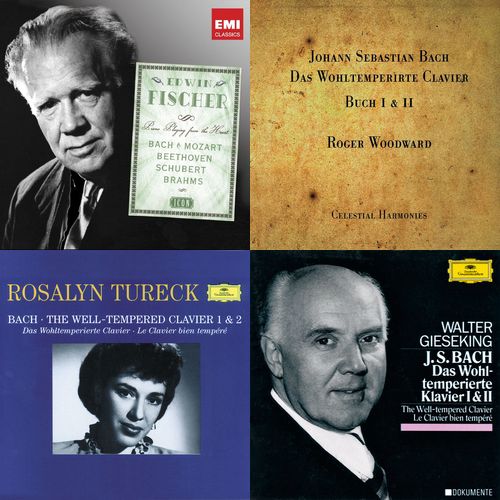 EMI
CLASSICS
EDWIN
FISCHER
Piano Playing from the Heart
BACH & MOZART
BEETHOVEN
SCHUBERT
BRAHMS
ICON
JOHANN SEBASTIAN BACH
DAS WOHLTEMPERIRTE CLAVIER
BUCH I & II
ROGER WOODWARD
CELESTIAL HARMONIES
ROSALYN TURECK
BACH · THE WELL-TEMPERED CLAVIER 1 & 2
Das Wohltemperierte Clavier · Le Clavier bien tempéré
WALTER
GIESEKING
J.S. BACH
Das Wohl-
temperierte
Klavier I & II
The Well-tempered Clavier
Le Clavier bien tempéré
DOKUMENTE